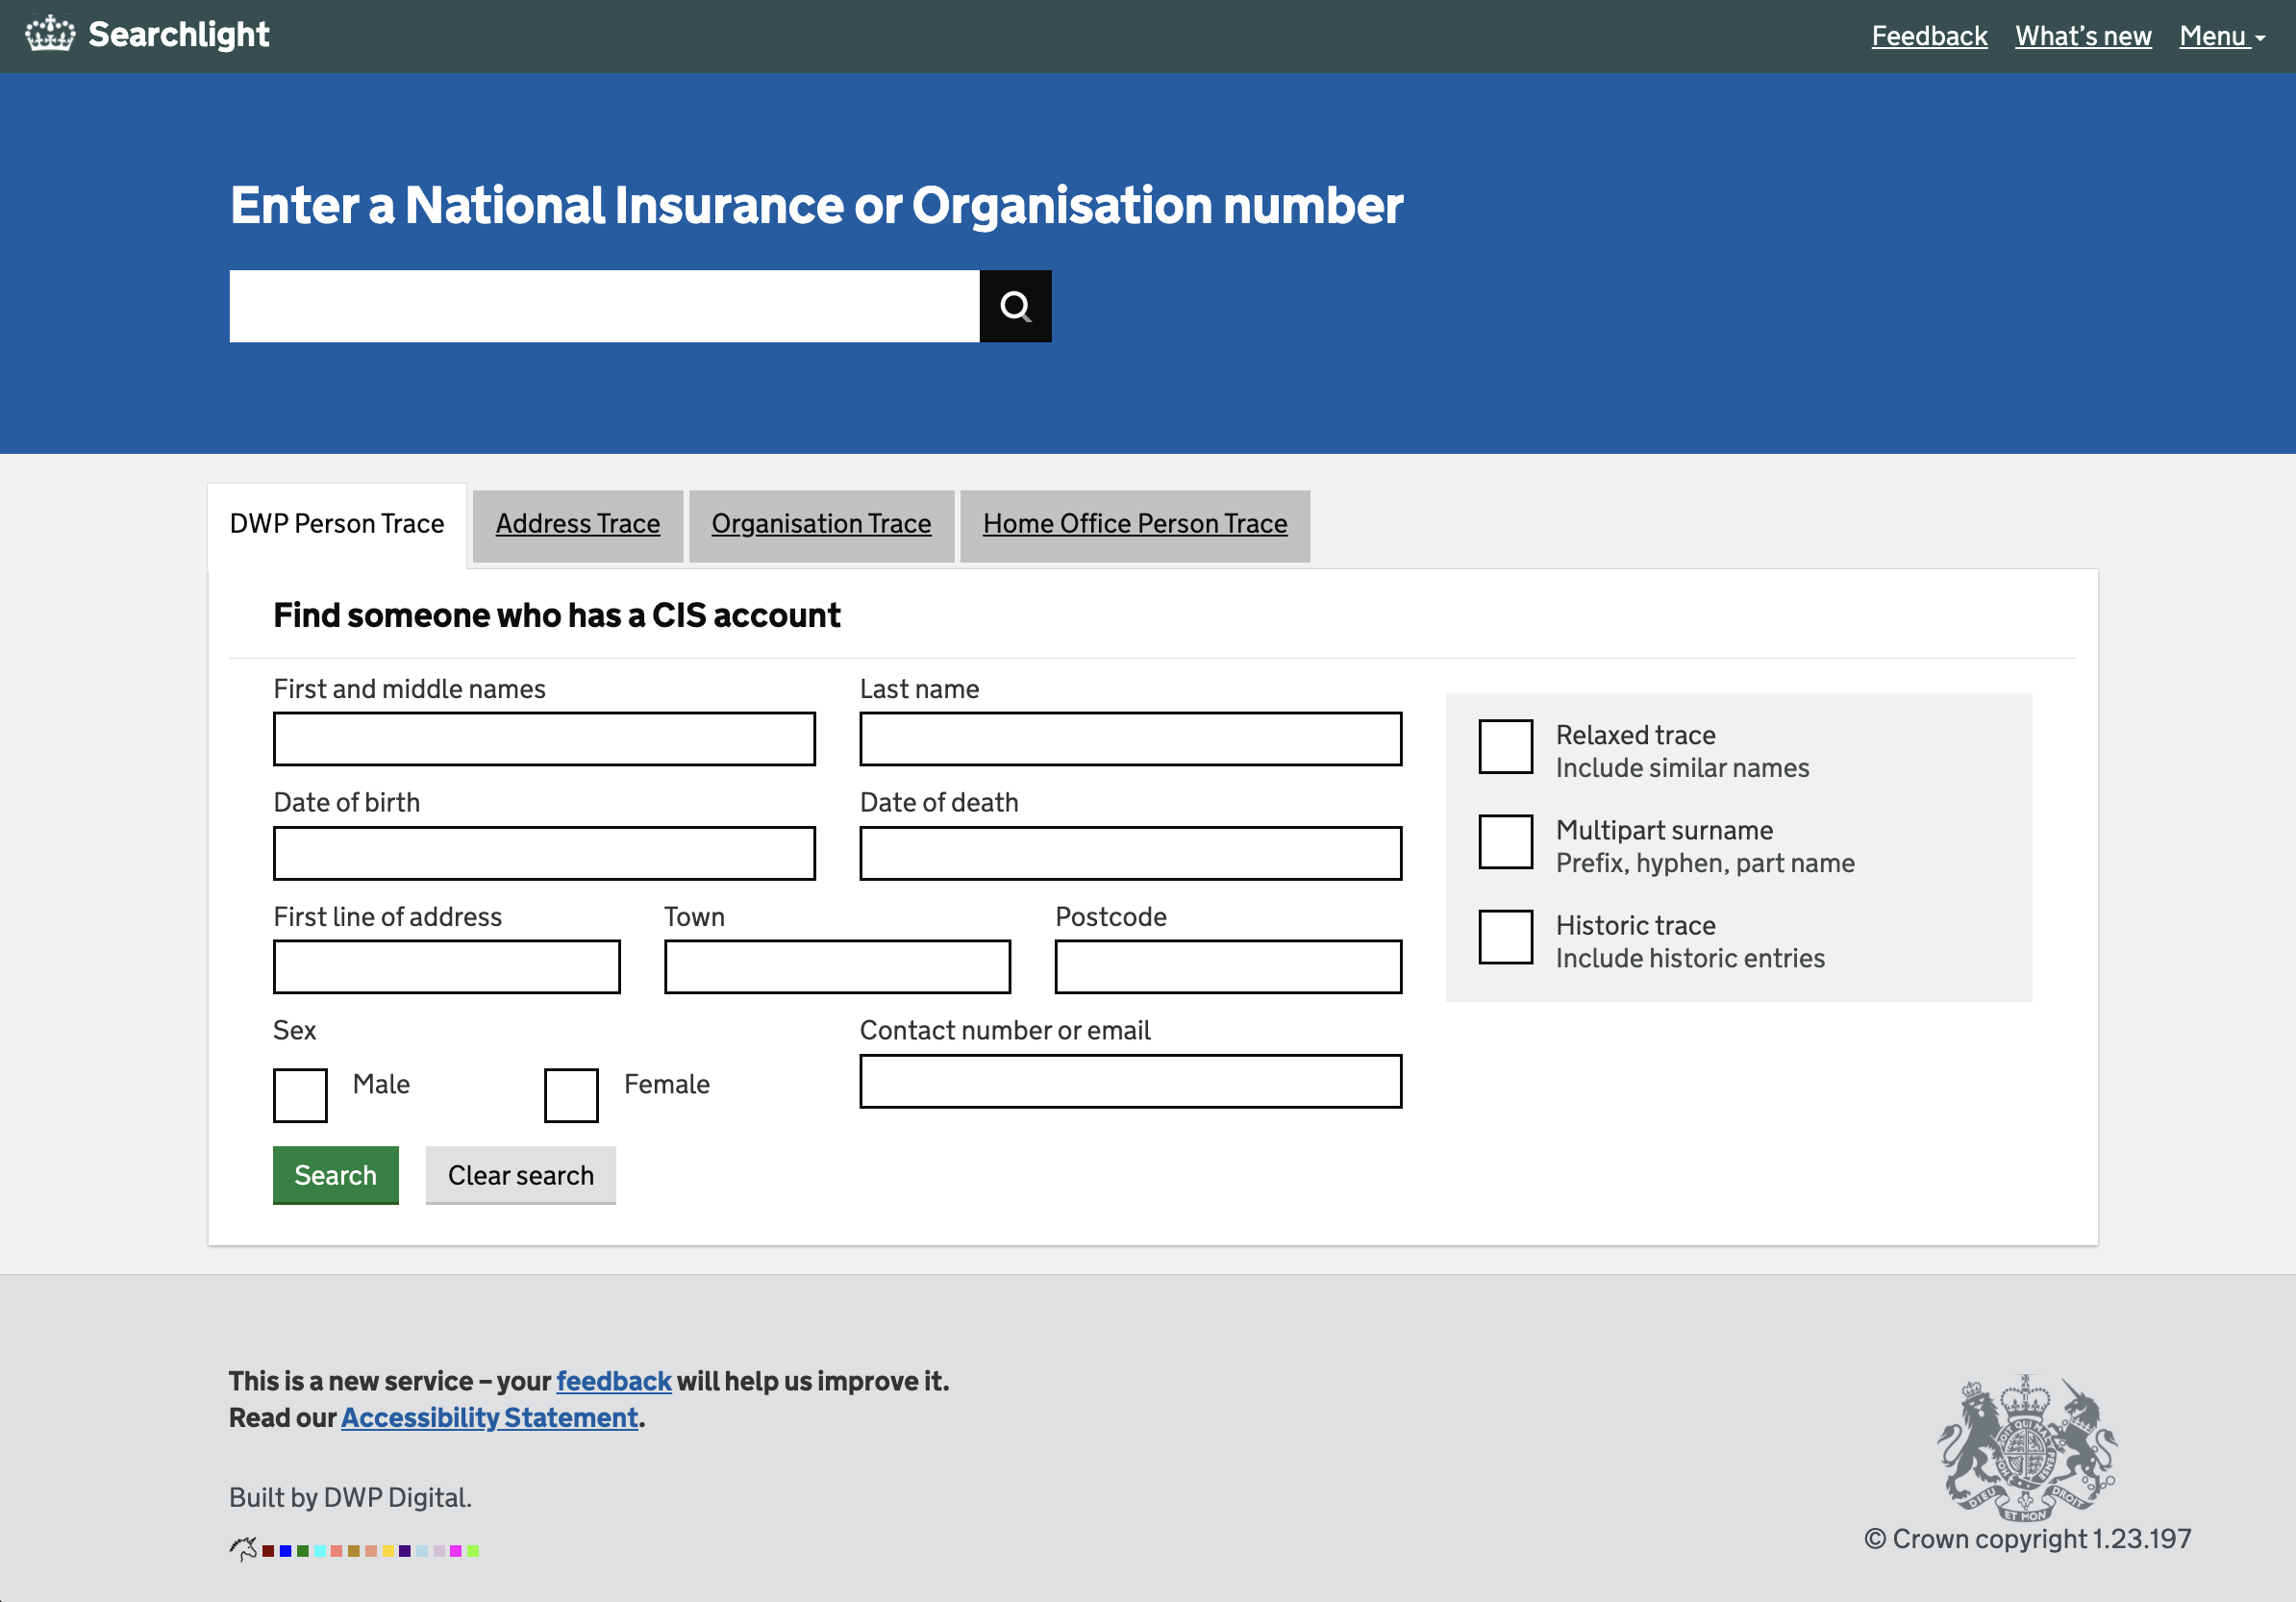 Searchlight
Feedback What's new Menu
Enter a National Insurance or Organisation number
DWP Person Trace Address Trace Organisation Trace Home Office Person Trace
Find someone who has a CIS account
First and middle names Last name
Relaxed trace
Include similar names
Date of birth Date of death
Multipart surname
Prefix, hyphen, part name
First line of address Town Postcode
Historic trace
Include historic entries
Sex Contact number or email
Male Female
Search Clear search
This is a new service – your feedback will help us improve it.
Read our Accessibility Statement.
Built by DWP Digital.
DIEU ET MON DROIT
© Crown copyright 1.23.197